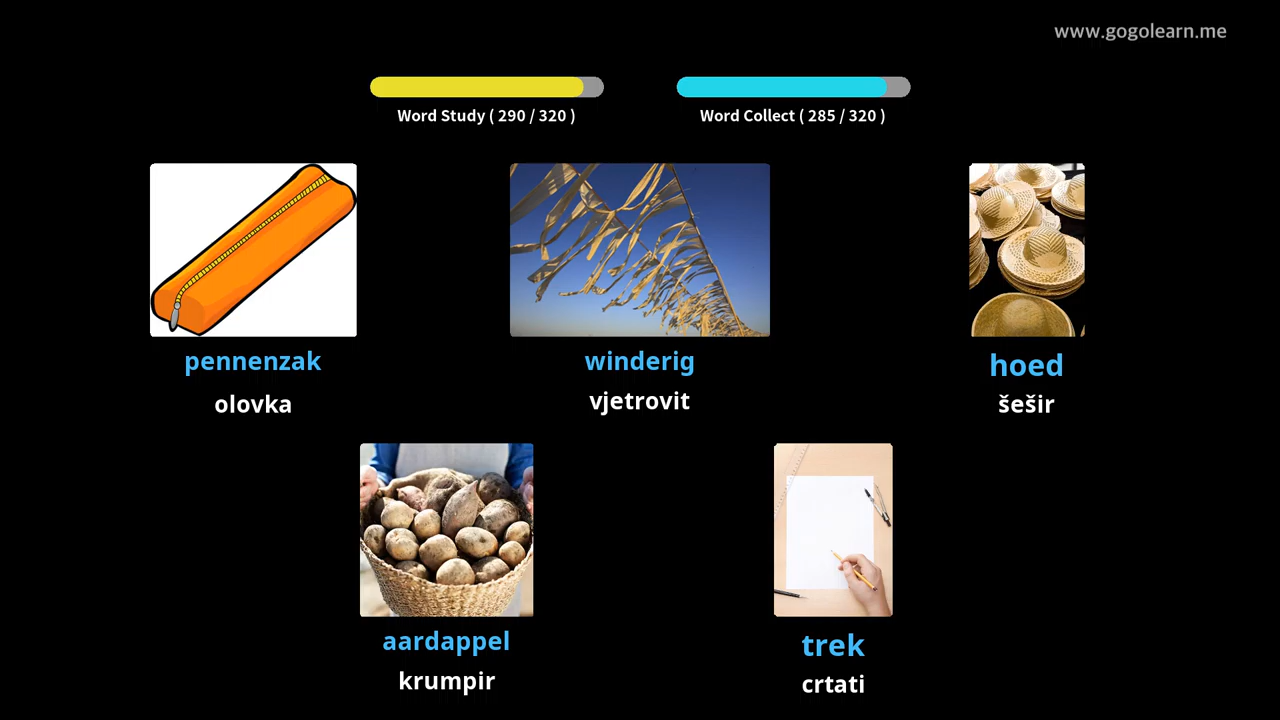 www.gogolearn.me
Word Study ( 290 / 320 )
Word Collect ( 285 / 320 )
pennenzak
winderig
hoed
olovka
vjetrovit
šešir
aardappel
trek
krumpir
crtati